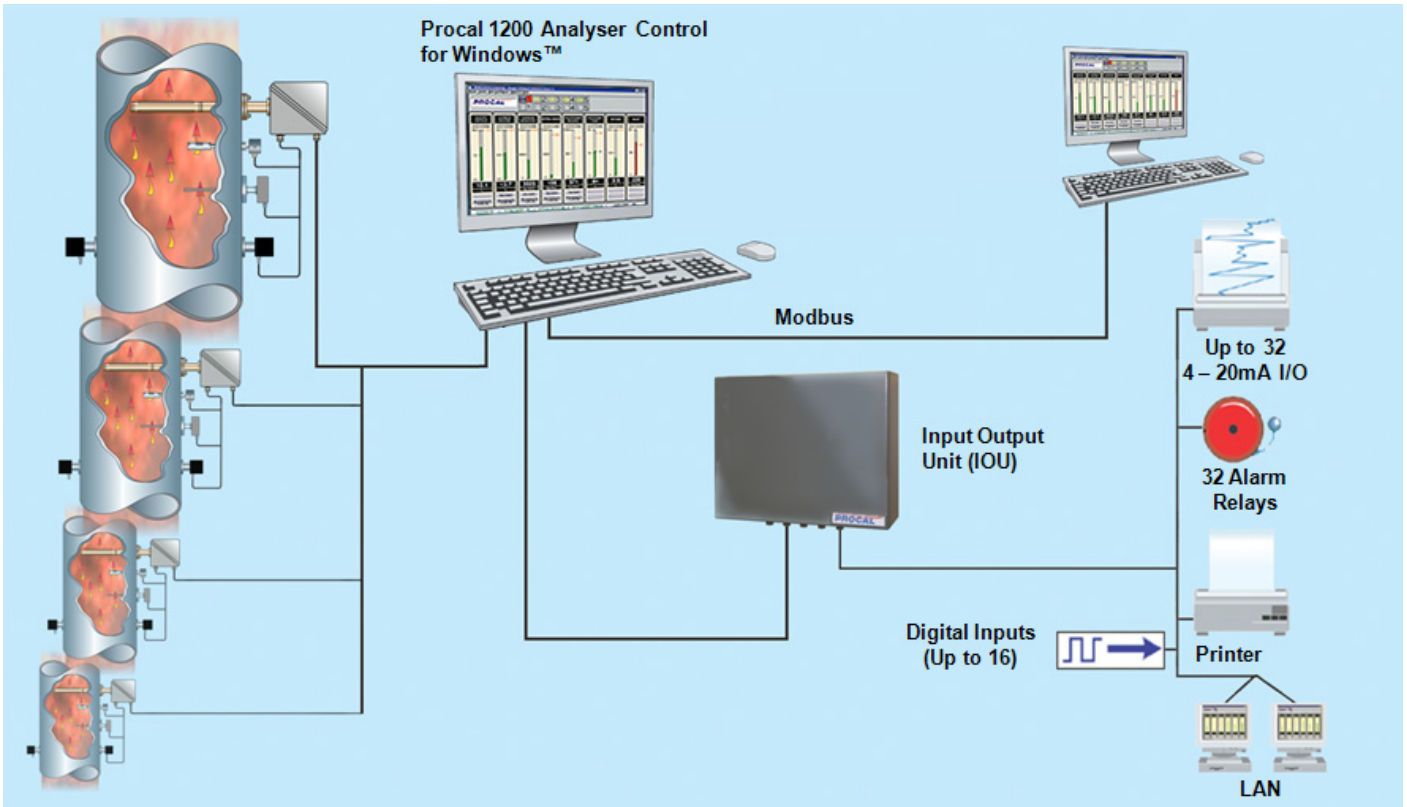 Procal 1200 Analyser Control
for Windows™
PROCAL
Modbus
Up to 32
4 – 20mA I/O
Input Output
Unit (IOU)
PROCAL
32 Alarm
Relays
Digital Inputs
(Up to 16)
Printer
LAN